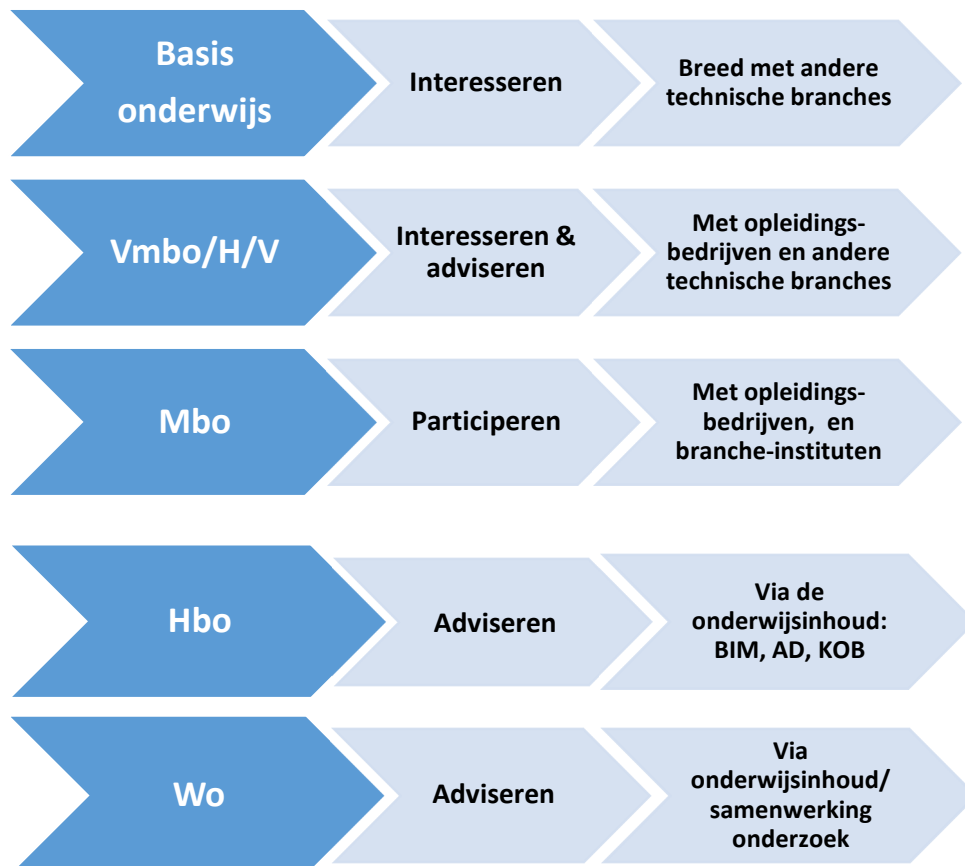 Basis
onderwijs
Interesseren
Breed met andere
technische branches
Vmbo/H/V
Interesseren &
adviseren
Met opleidings-
bedrijven en andere
technische branches
Mbo
Participeren
Met opleidings-
bedrijven, en
branche-instituten
Hbo
Adviseren
Via de
onderwijsinhoud:
BIM, AD, KOB
Wo
Adviseren
Via
onderwijsinhoud/
samenwerking
onderzoek